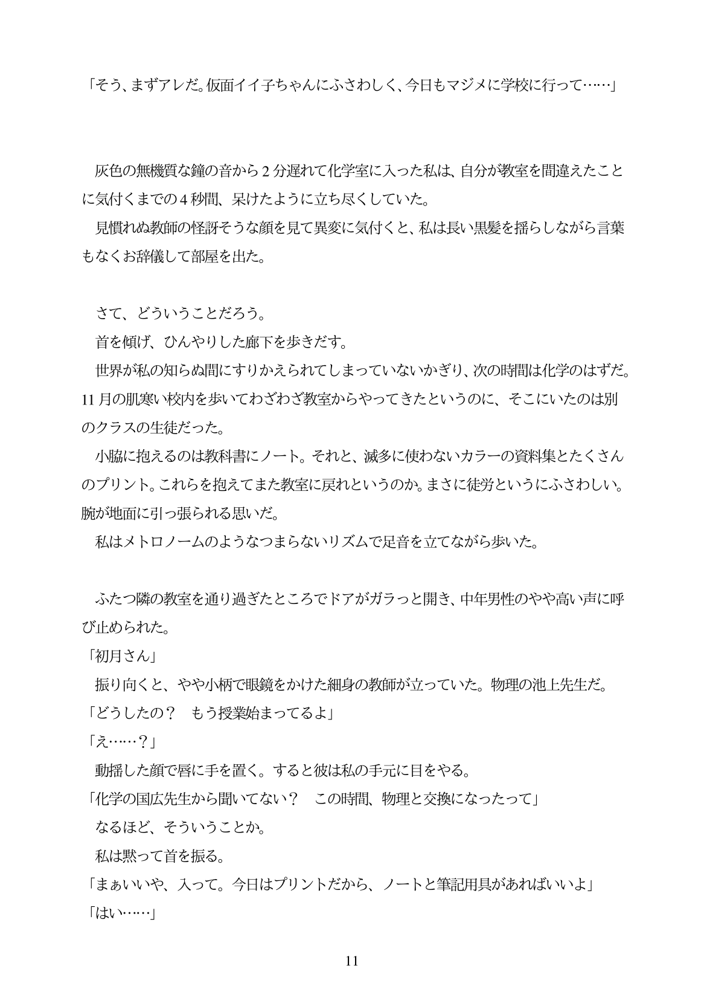 「そう、まずアレだ。仮面イイ子ちゃんにふさわしく、今日もマジメに学校に行って……」
灰色の無機質な鐘の音から2分遅れて化学室に入った私は、自分が教室を間違えたこと
に気付くまでの4秒間、呆けたように立ち尽くしていた。
見慣れぬ教師の怪訝そうな顔を見て異変に気付くと、私は長い黒髪を揺らしながら言葉
もなくお辞儀して部屋を出た。
さて、どういうことだろう。
首を傾げ、ひんやりした廊下を歩きだす。
世界が私の知らぬ間にすりかえられてしまっていないかぎり、次の時間は化学のはずだ。
11月の肌寒い校内を歩いてわざわざ教室からやってきたというのに、そこにいたのは別
のクラスの生徒だった。
小脇に抱えるのは教科書にノート。それと、滅多に使わないカラーの資料集とたくさん
のプリント。これらを抱えてまた教室に戻れというのか。まさに徒労というにふさわしい。
腕が地面に引っ張られる思いだ。
私はメトロノームのようなつまらないリズムで足音を立てながら歩いた。
ふたつ隣の教室を通り過ぎたところでドアがガラっと開き、中年男性のやや高い声に呼
び止められた。
「初月さん」
振り向くと、やや小柄で眼鏡をかけた細身の教師が立っていた。物理の池上先生だ。
「どうしたの？　もう授業始まってるよ」
「え……？」
動揺した顔で唇に手を置く。すると彼は私の手元に目をやる。
「化学の国広先生から聞いてない？　この時間、物理と交換になったって」
なるほど、そういうことか。
私は黙って首を振る。
「まぁいいや、入って。今日はプリントだから、ノートと筆記用具があればいいよ」
「はい……」
11